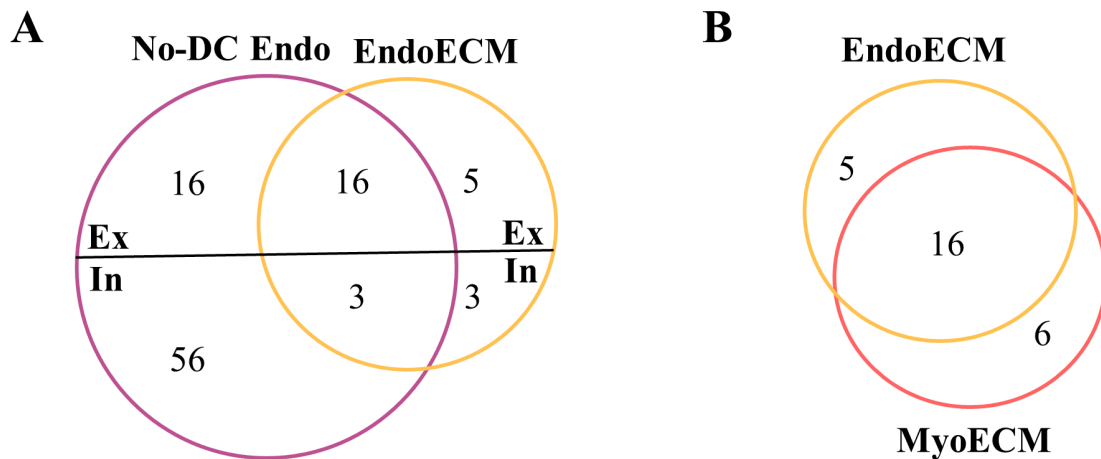 A
No-DC Endo
EndoECM
16
16
5
Ex
Ex
In
In
3
3
56
B
EndoECM
5
16
6
MyoECM